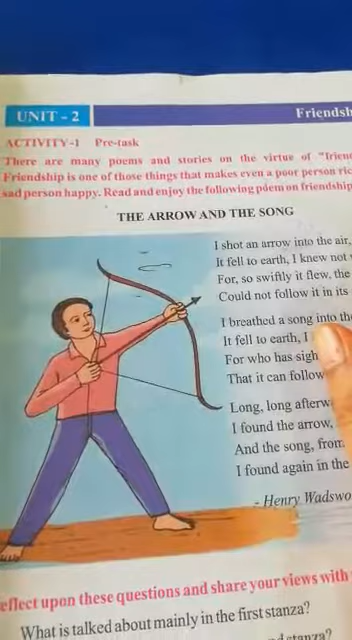 UNIT - 2
Friendsh
ACTIVITY-1 Pre-task
There are many poems and stories on the virtue of "frien
Friendship is one of those things that makes even a poor person ric
sad person happy. Read and enjoy the following poem on friendship
THE ARROW AND THE SONG
I shot an arrow into the air,
It fell to earth, I knew not
For, so swiftly it flew, the
Could not follow it in its
I breathed a song into the
It fell to earth, I
For who has sigh
That it can follow
Long, long afterw
I found the arrow,
And the song, from
I found again in the
- Henry Wadswo
eflect upon these questions and share your views with
What is talked about mainly in the first stanza?
nd stanza?